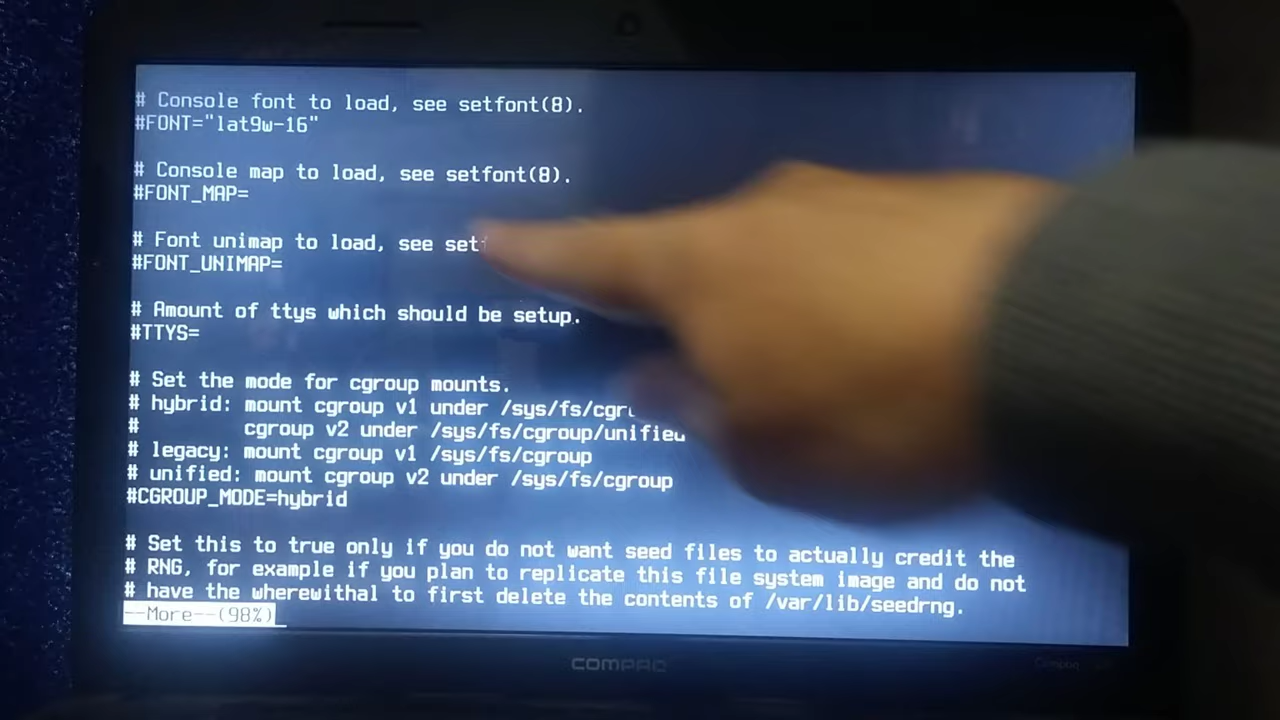 # Console font to load, see setfont(8).
#FONT="lat9w-16"
# Console map to load, see setfont(8).
#FONT_MAP=
# Font unimap to load, see set
#FONT_UNIMAP=
# Amount of ttys which should be setup.
#TTYS=
# Set the mode for cgroup mounts.
# hybrid: mount cgroup v1 under /sys/fs/cgr
# cgroup v2 under /sys/fs/cgroup/unified
# legacy: mount cgroup v1 /sys/fs/cgroup
# unified: mount cgroup v2 under /sys/fs/cgroup
#CGROUP_MODE=hybrid
# Set this to true only if you do not want seed files to actually credit the
# RNG, for example if you plan to replicate this file system image and do not
# have the wherewithal to first delete the contents of /var/lib/seedrng.
--More--(98%)
COMPAQ
Compaq